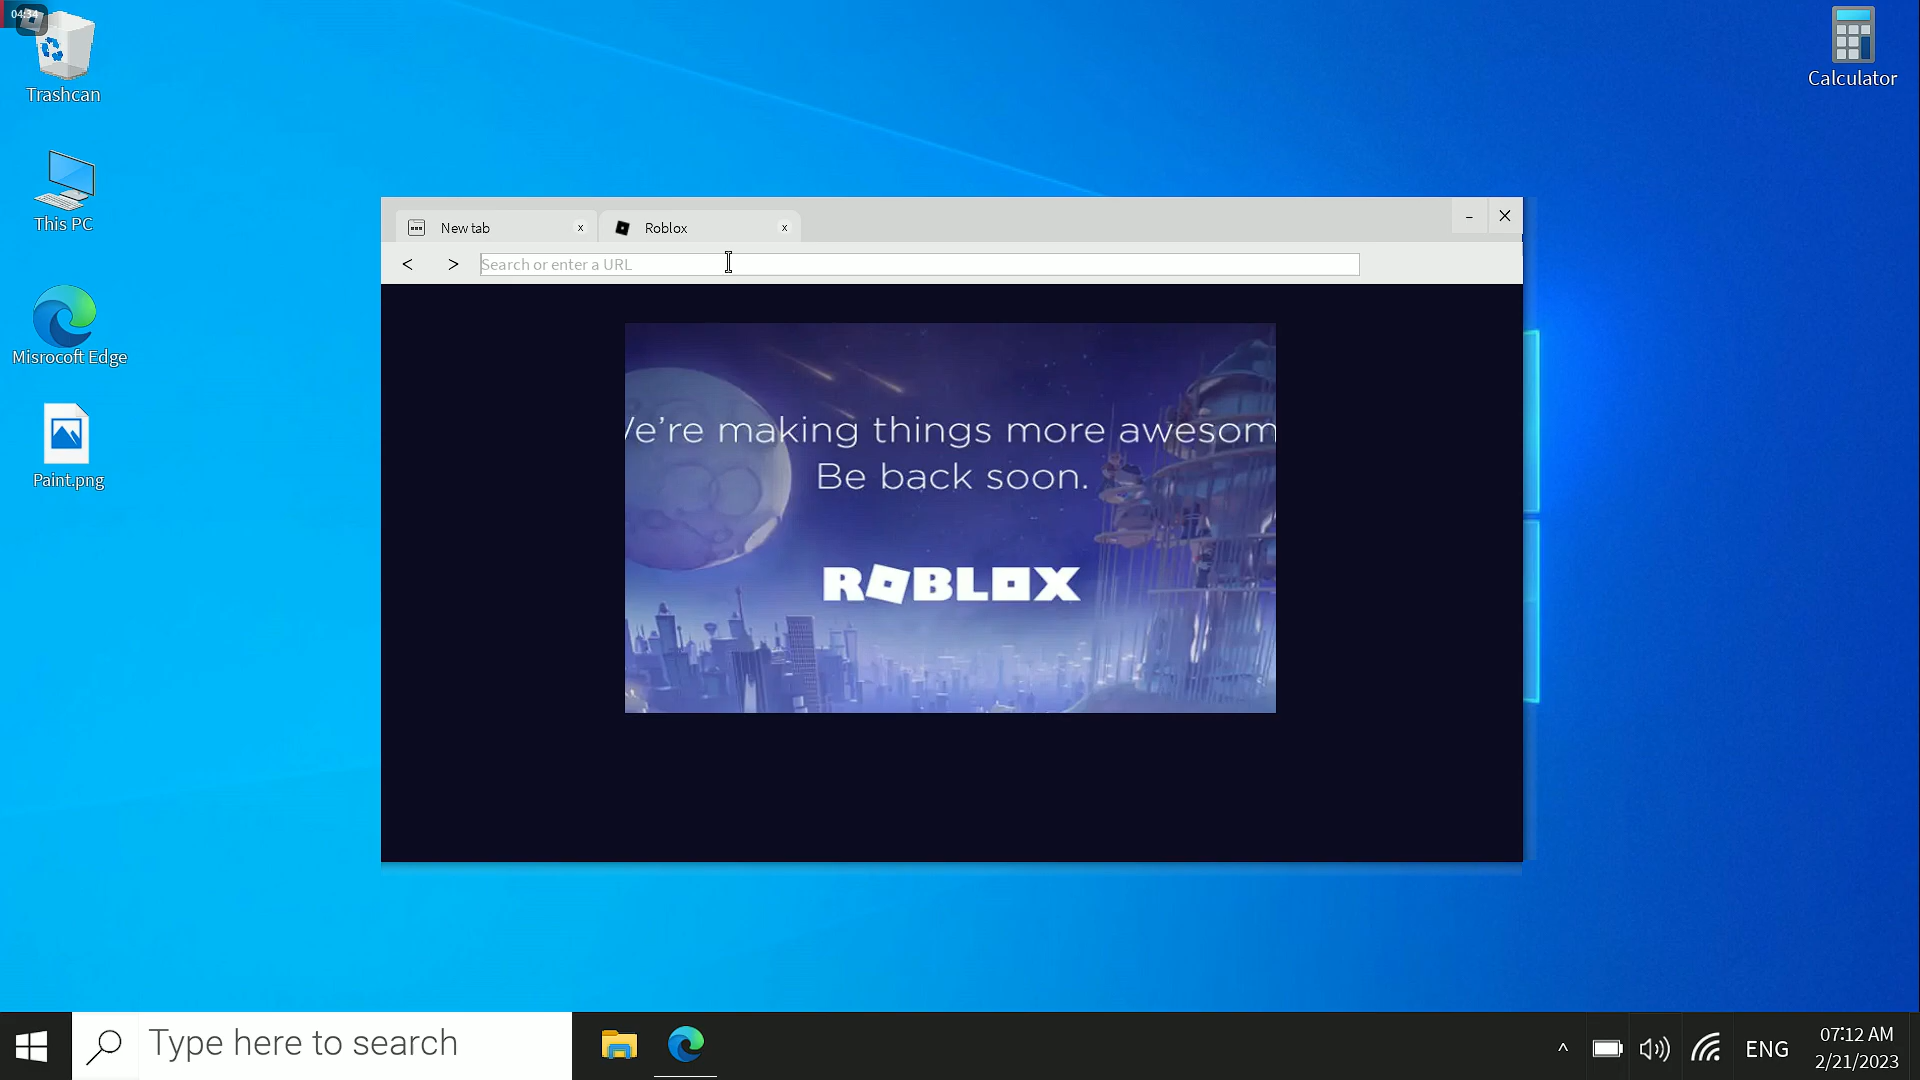 04:34
Trashcan
Calculator
This PC
Misrocoft Edge
Paint.png
New tab
x
Roblox
x
–
X
<
>
Search or enter a URL
We're making things more awesom
Be back soon.
ROBLOX
Type here to search
^
ENG
07:12 AM
2/21/2023